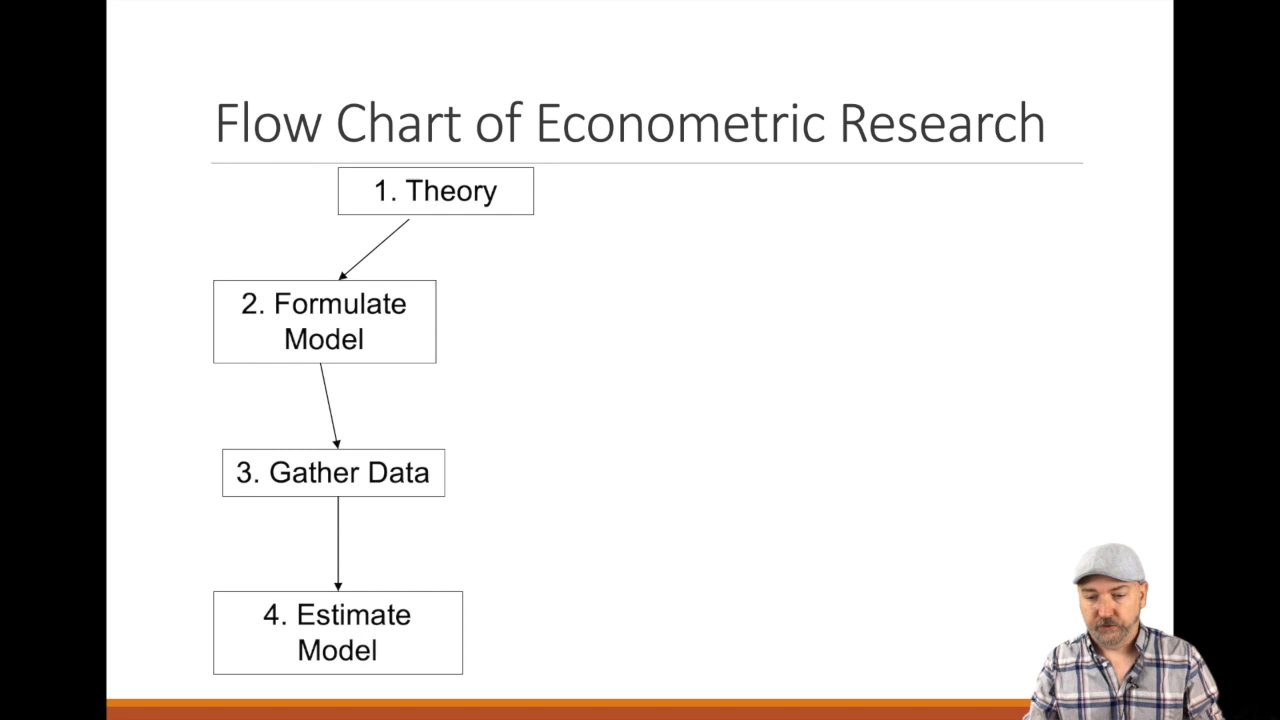 Flow Chart of Econometric Research
1. Theory
2. Formulate
Model
3. Gather Data
4. Estimate
Model